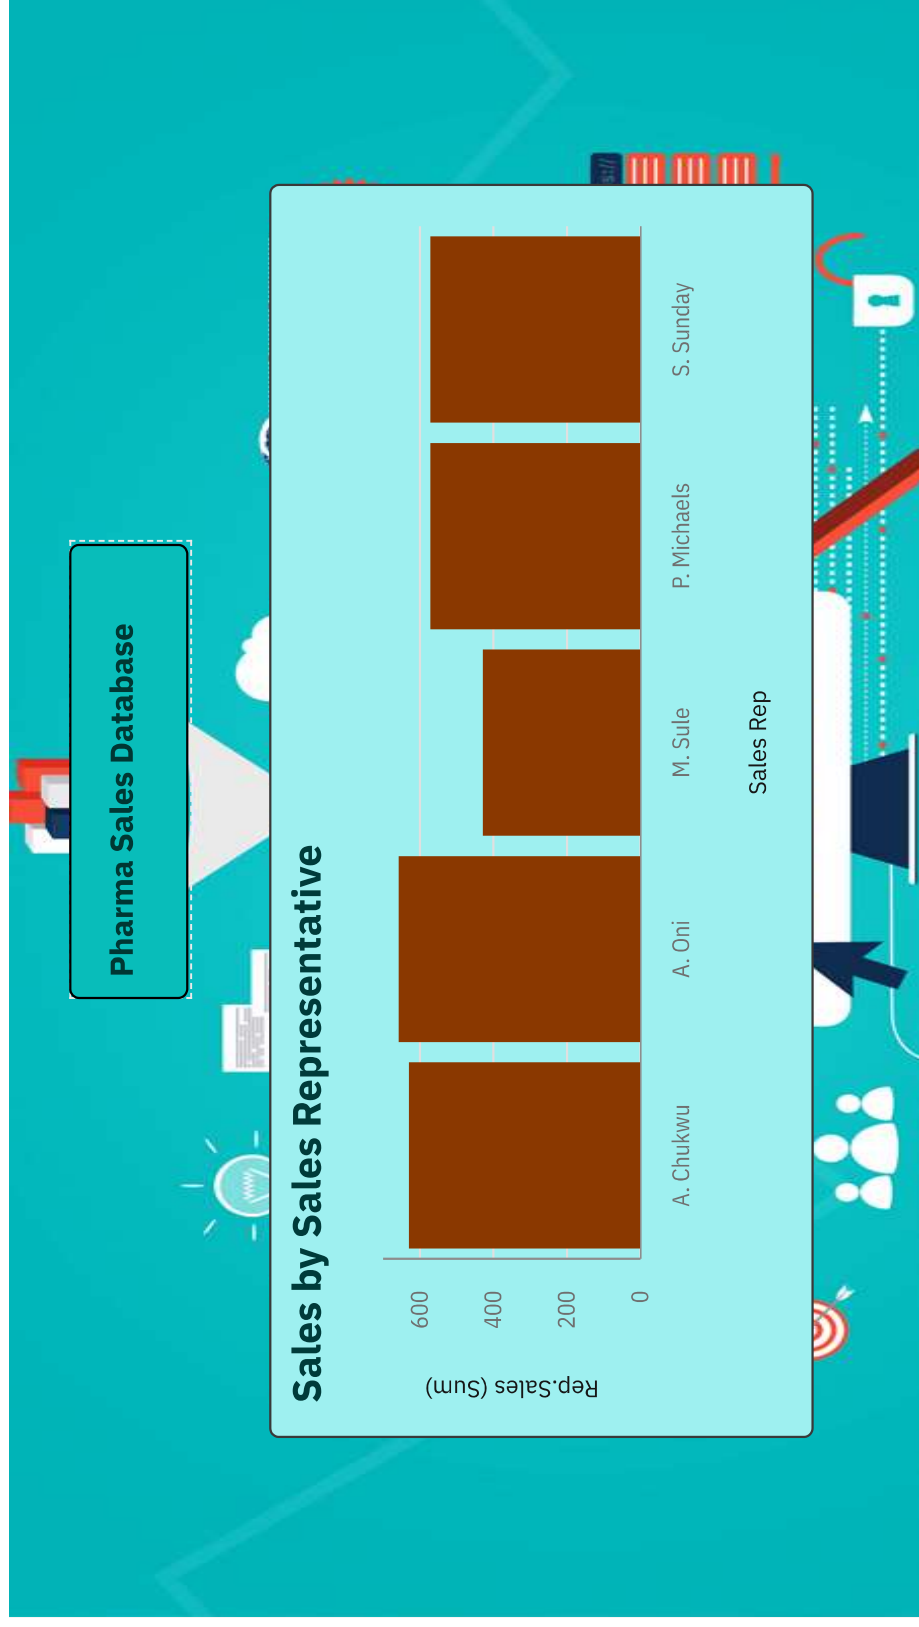 Pharma Sales Database
Sales by Sales Representative
Rep.Sales (Sum)
600
400
200
0
A. Chukwu
A. Oni
M. Sule
P. Michaels
S. Sunday
Sales Rep